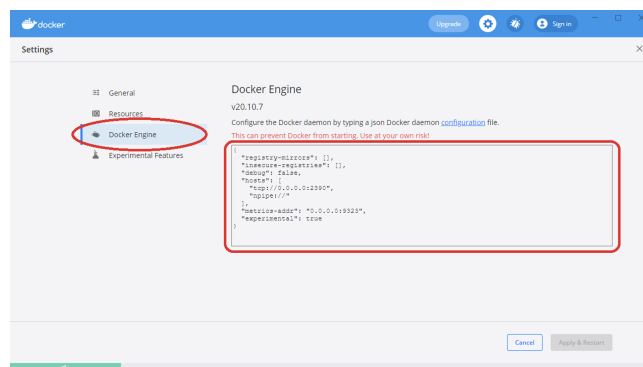 docker
Upgrade
Sign in
Settings
General
Resources
Docker Engine
Experimental Features
Docker Engine
v20.10.7
Configure the Docker daemon by typing a json Docker daemon configuration file.
This can prevent Docker from starting. Use at your own risk!
{
"registry-mirrors": [],
"insecure-registries": [],
"debug": false,
"hosts": [
"tcp://0.0.0.0:2390",
"npipe://"
],
"metrics-addr": "0.0.0.0:9323",
"experimental": true
}
Cancel
Apply & Restart